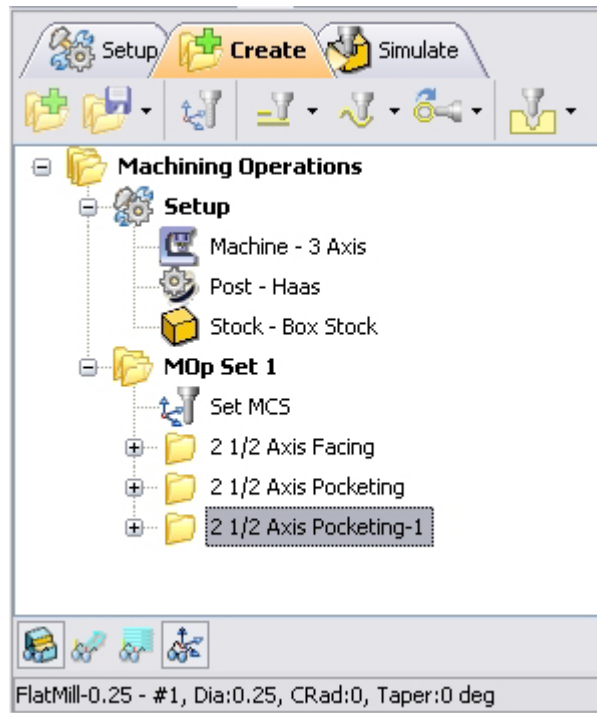 Setup Create Simulate
Machining Operations
Setup
Machine - 3 Axis
Post - Haas
Stock - Box Stock
MOp Set 1
Set MCS
2 1/2 Axis Facing
2 1/2 Axis Pocketing
2 1/2 Axis Pocketing-1
FlatMill-0.25 - #1, Dia:0.25, CRad:0, Taper:0 deg